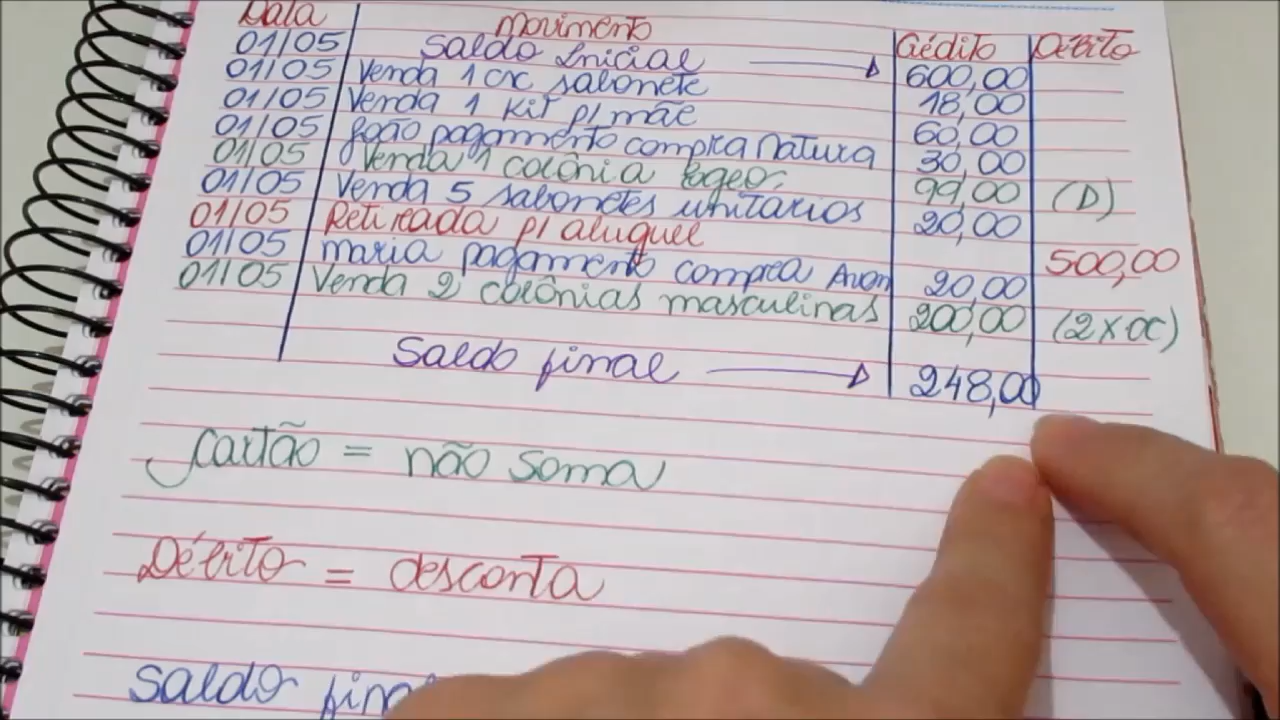 Data Movimento Crédito Débito
01/05 Saldo Inicial 600,00
01/05 Venda 1 cx sabonete 18,00
01/05 Venda 1 Kit p/ mãe 60,00
01/05 João pagamento compra Natura 30,00
01/05 Venda 1 colônia Egeo 99,00 (D)
01/05 Venda 5 sabonetes unitários 20,00
01/05 Retirada p/ aluguel 500,00
01/05 Maria pagamento compra Avon 20,00
01/05 Venda 2 colônias masculinas 200,00 (2x
Saldo final 248,00
Cartão = não soma
Débito = desconta
Saldo